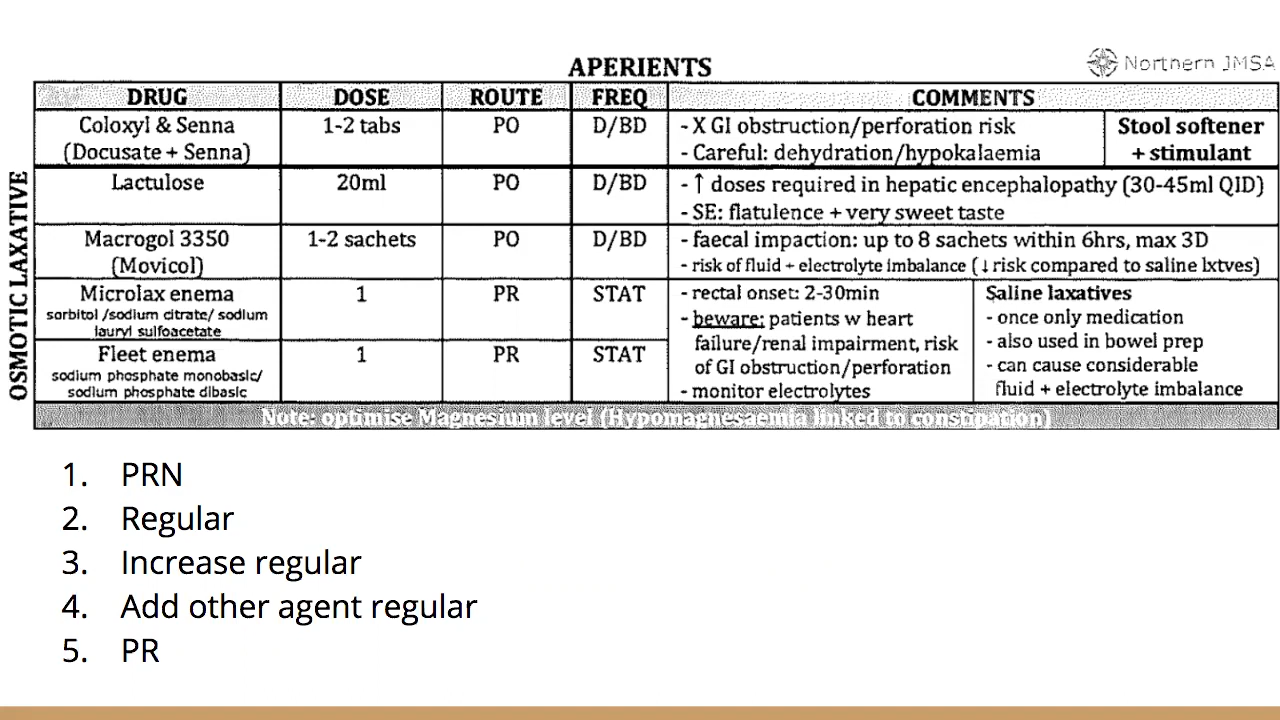 APERIENTS
Northern JMSA
DRUG DOSE ROUTE FREQ COMMENTS
OSMOTIC LAXATIVE
Coloxyl & Senna 1-2 tabs PO D/BD - X GI obstruction/perforation risk Stool softener
(Docusate + Senna) - Careful: dehydration/hypokalaemia + stimulant
Lactulose 20ml PO D/BD - ↑ doses required in hepatic encephalopathy (30-45ml QID)
- SE: flatulence + very sweet taste
Macrogol 3350 1-2 sachets PO D/BD - faecal impaction: up to 8 sachets within 6hrs, max 3D
(Movicol) - risk of fluid + electrolyte imbalance (↓risk compared to saline lxtves)
Microlax enema 1 PR STAT - rectal onset: 2-30min Saline laxatives
sorbitol /sodium citrate/ sodium - beware: patients w heart - once only medication
lauryl sulfoacetate failure/renal impairment, risk - also used in bowel prep
Fleet enema 1 PR STAT of GI obstruction/perforation - can cause considerable
sodium phosphate monobasic/ fluid + electrolyte imbalance
sodium phosphate dibasic - monitor electrolytes
Note: optimise Magnesium level (Hypomagnesaemia linked to constipation)
1. PRN
2. Regular
3. Increase regular
4. Add other agent regular
5. PR